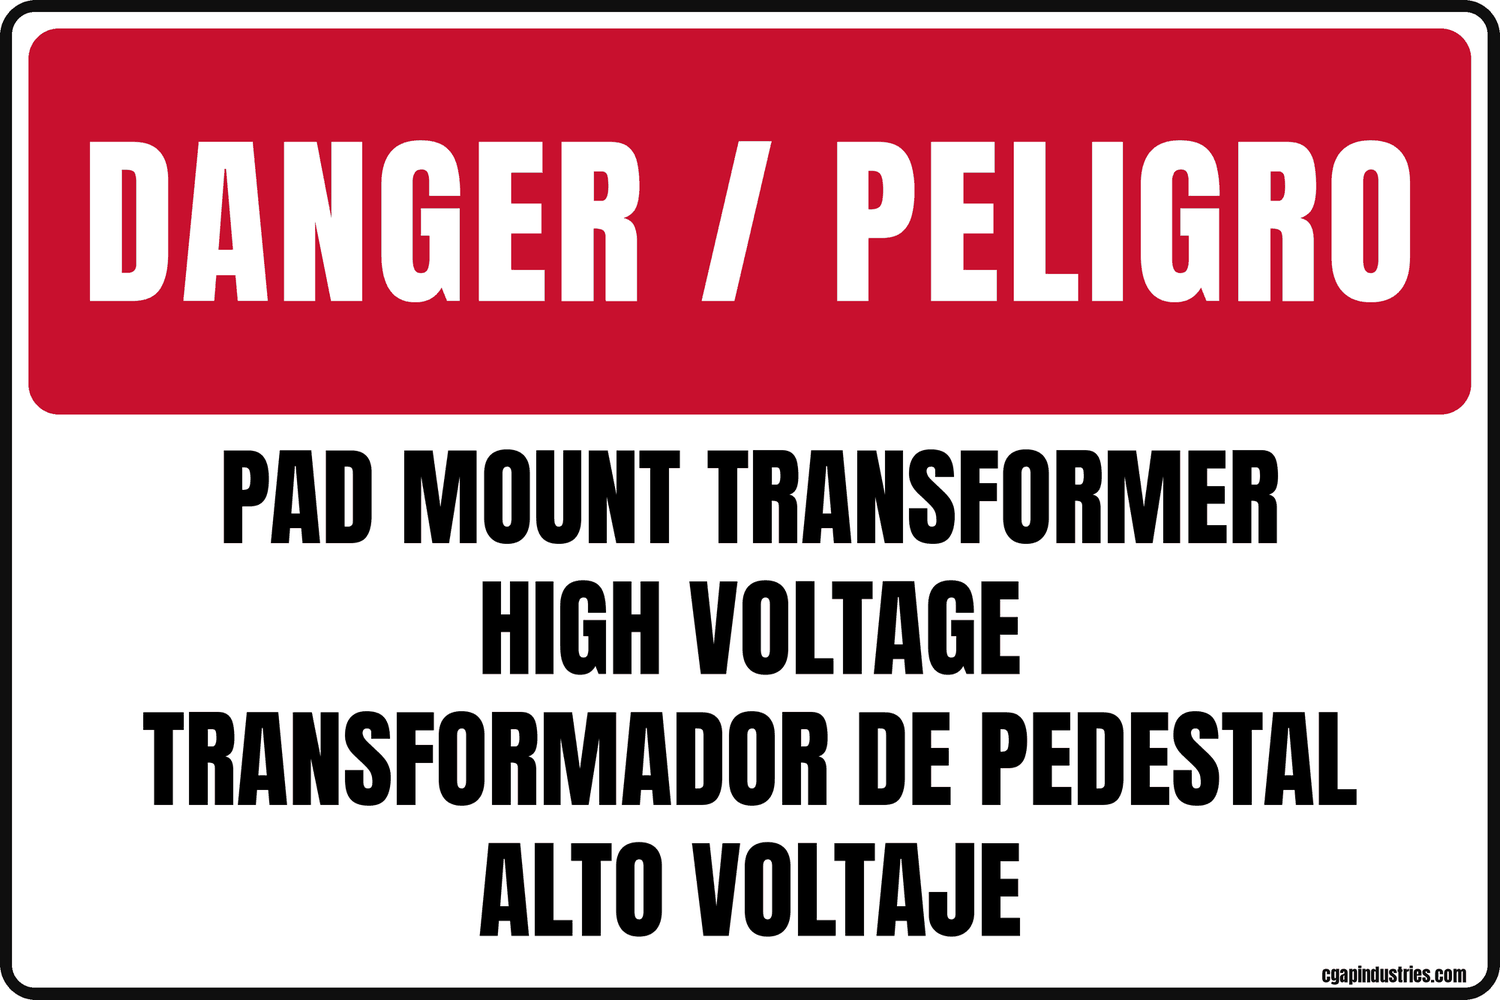 DANGER / PELIGRO
PAD MOUNT TRANSFORMER
HIGH VOLTAGE
TRANSFORMADOR DE PEDESTAL
ALTO VOLTAJE
cgapindustries.com